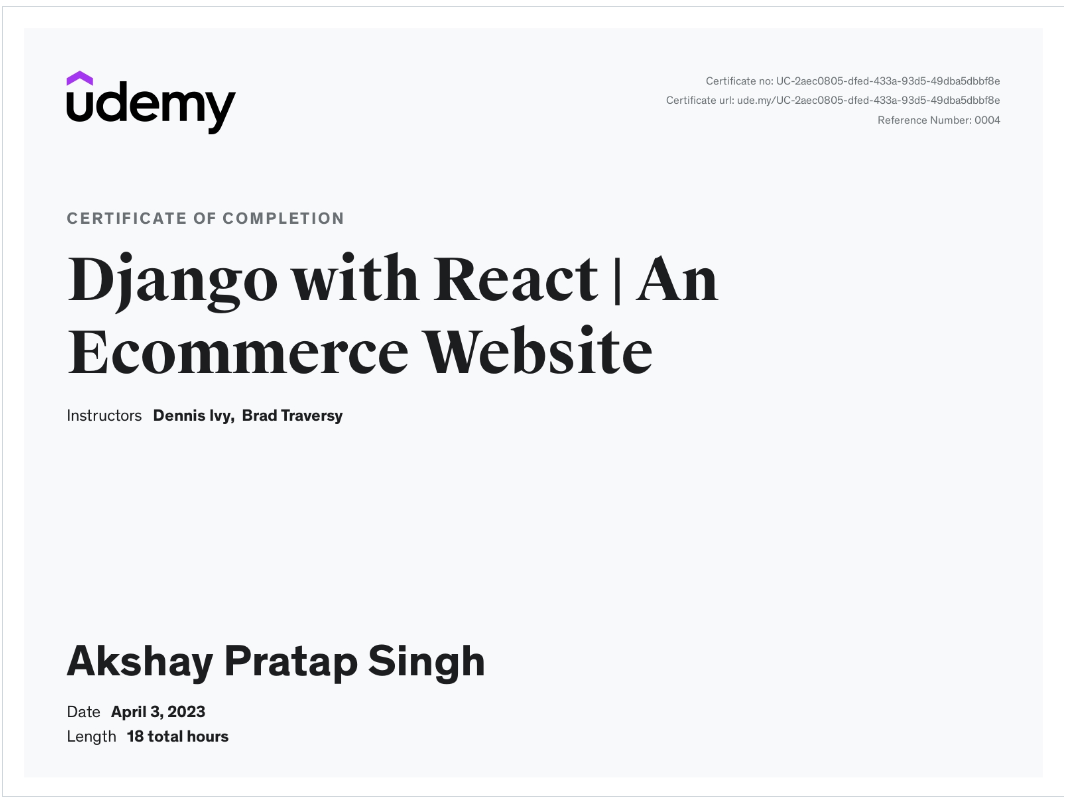 udemy
Certificate no: UC-2aec0805-dfed-433a-93d5-49dba5dbbf8e
Certificate url: ude.my/UC-2aec0805-dfed-433a-93d5-49dba5dbbf8e
Reference Number: 0004
CERTIFICATE OF COMPLETION
Django with React | An
Ecommerce Website
Instructors Dennis Ivy, Brad Traversy
Akshay Pratap Singh
Date April 3, 2023
Length 18 total hours